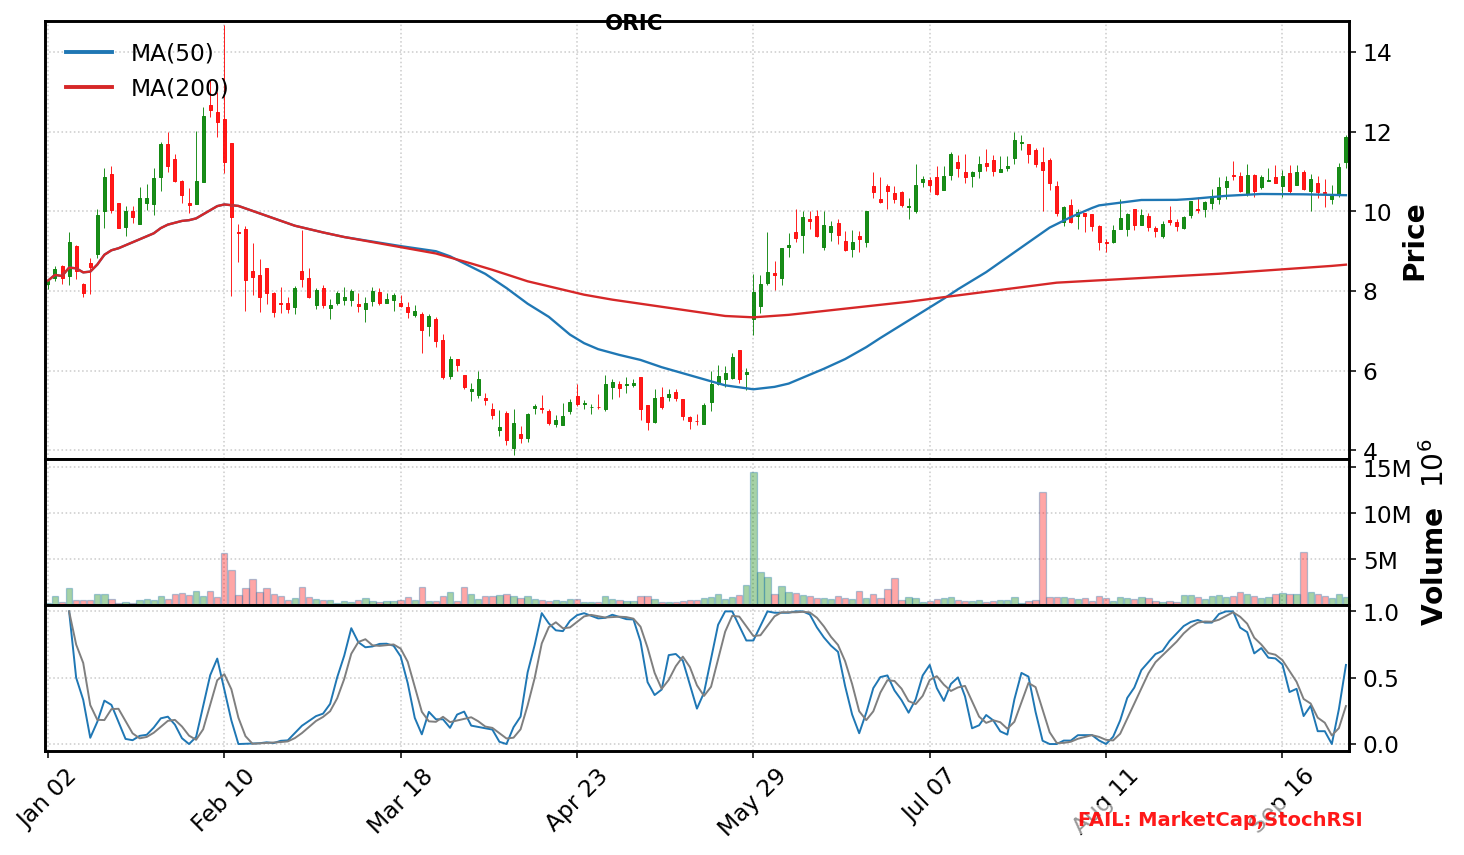 ORIC
MA(50)
MA(200)
14
12
10
8
6
4
Price
15M
10M
5M
Volume 10^6
1.0
0.5
0.0
Jan 02
Feb 10
Mar 18
Apr 23
May 29
Jul 07
Aug 11
Sep 16
FAIL: MarketCap,StochRSI